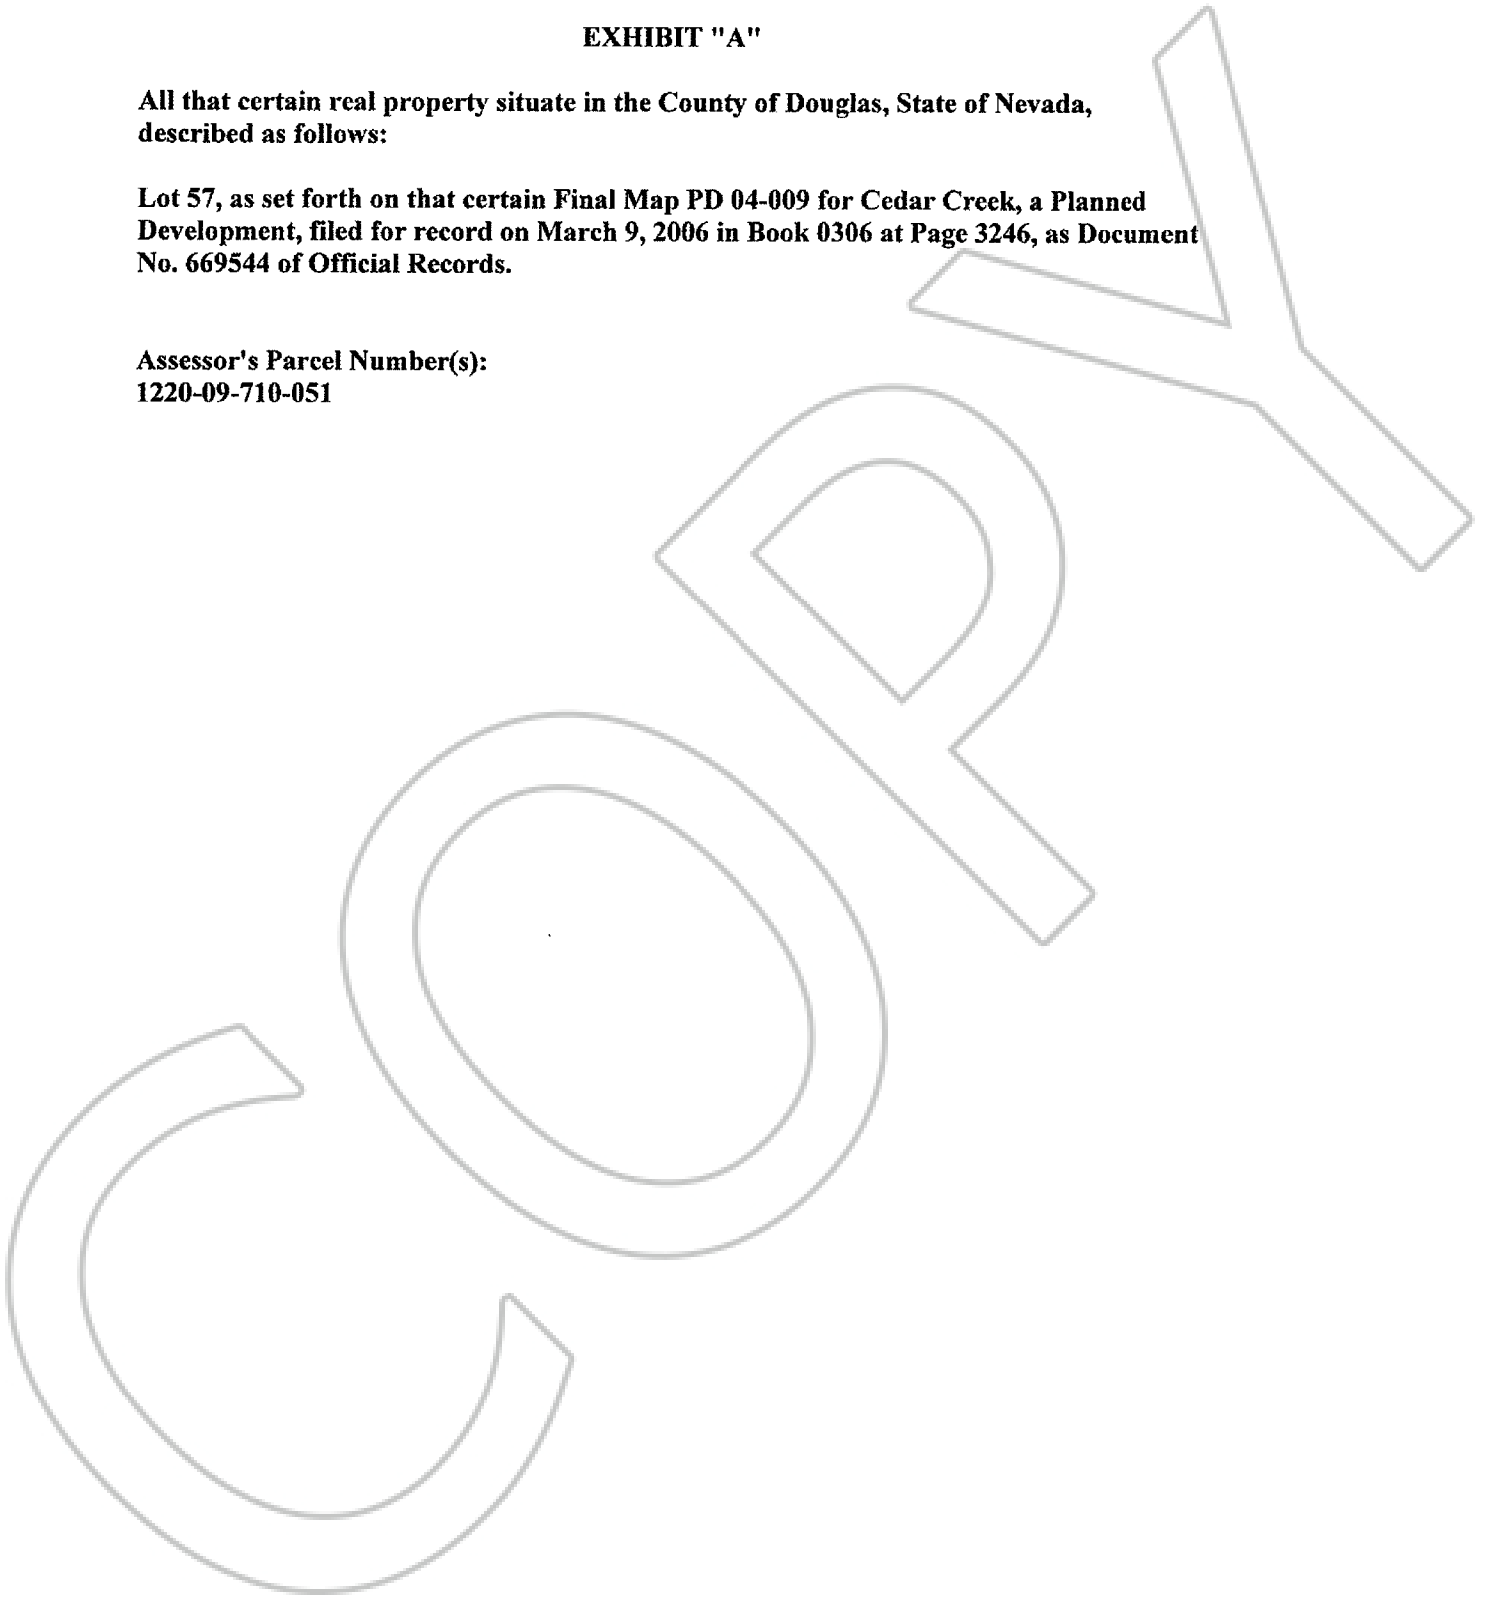 EXHIBIT "A"
All that certain real property situate in the County of Douglas, State of Nevada,
described as follows:
Lot 57, as set forth on that certain Final Map PD 04-009 for Cedar Creek, a Planned
Development, filed for record on March 9, 2006 in Book 0306 at Page 3246, as Document
No. 669544 of Official Records.
Assessor's Parcel Number(s):
1220-09-710-051
COPY